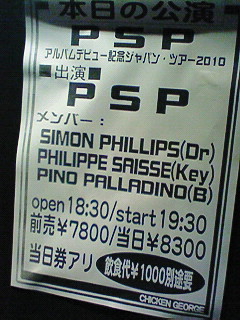 本日の公演
PSP
アルバムデビュー記念ジャパン・ツアー2010
■出演■
PSP
メンバー：
SIMON PHILLIPS(Dr)
PHILIPPE SAISSE(Key)
PINO PALLADINO(B)
open18:30/start19:30
前売¥7800/当日¥8300
当日券アリ 飲食代¥1000別途要
CHICKEN GEORGE